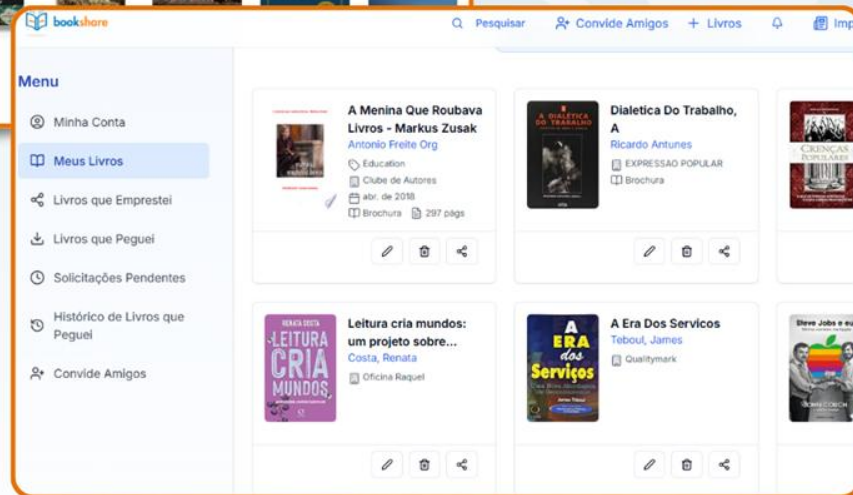 bookshare
Pesquisar
Convide Amigos
+ Livros
Imp
Menu
Minha Conta
Meus Livros
Livros que Emprestei
Livros que Peguei
Solicitações Pendentes
Histórico de Livros que
Peguei
Convide Amigos
A Menina Que Roubava
Livros - Markus Zusak
Antonio Freite Org
Education
Clube de Autores
abr. de 2018
Brochura 297 págs
A DIALÉTICA
DO TRABALHO
Dialetica Do Trabalho,
A
Ricardo Antunes
EXPRESSAO POPULAR
Brochura
CRENÇAS
POPULARES
RENATA COSTA
LEITURA
CRIA
MUNDOS
Leitura cria mundos:
um projeto sobre...
Costa, Renata
Oficina Raquel
A
ERA
dos
Serviços
A Era Dos Servicos
Teboul, James
Qualitymark
Steve Jobs e eu